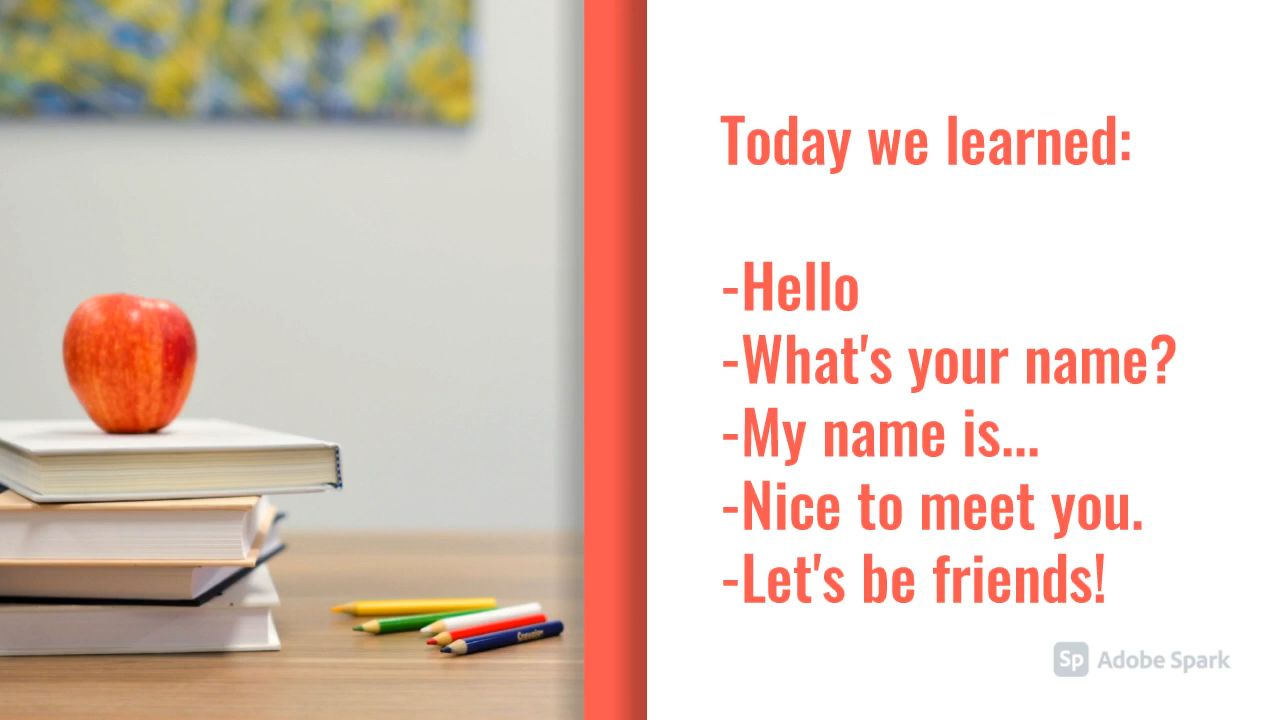 Today we learned:
-Hello
-What's your name?
-My name is...
-Nice to meet you.
-Let's be friends!
Sp Adobe Spark